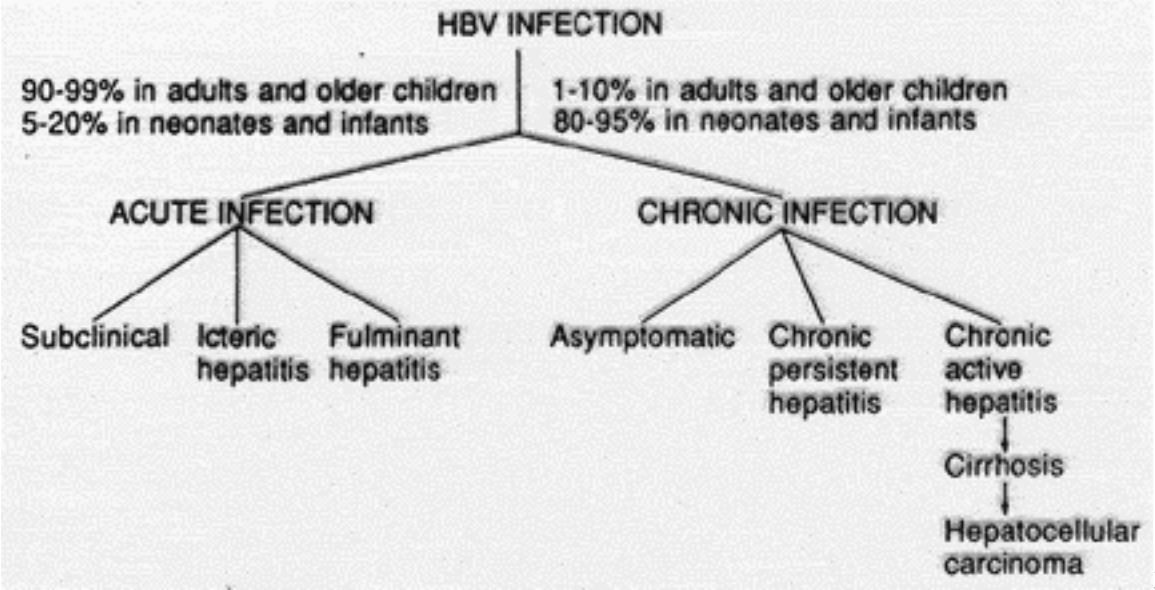 HBV INFECTION
90-99% in adults and older children
5-20% in neonates and infants
1-10% in adults and older children
80-95% in neonates and infants
ACUTE INFECTION
CHRONIC INFECTION
Subclinical
Icteric
hepatitis
Fulminant
hepatitis
Asymptomatic
Chronic
persistent
hepatitis
Chronic
active
hepatitis
Cirrhosis
Hepatocellular
carcinoma